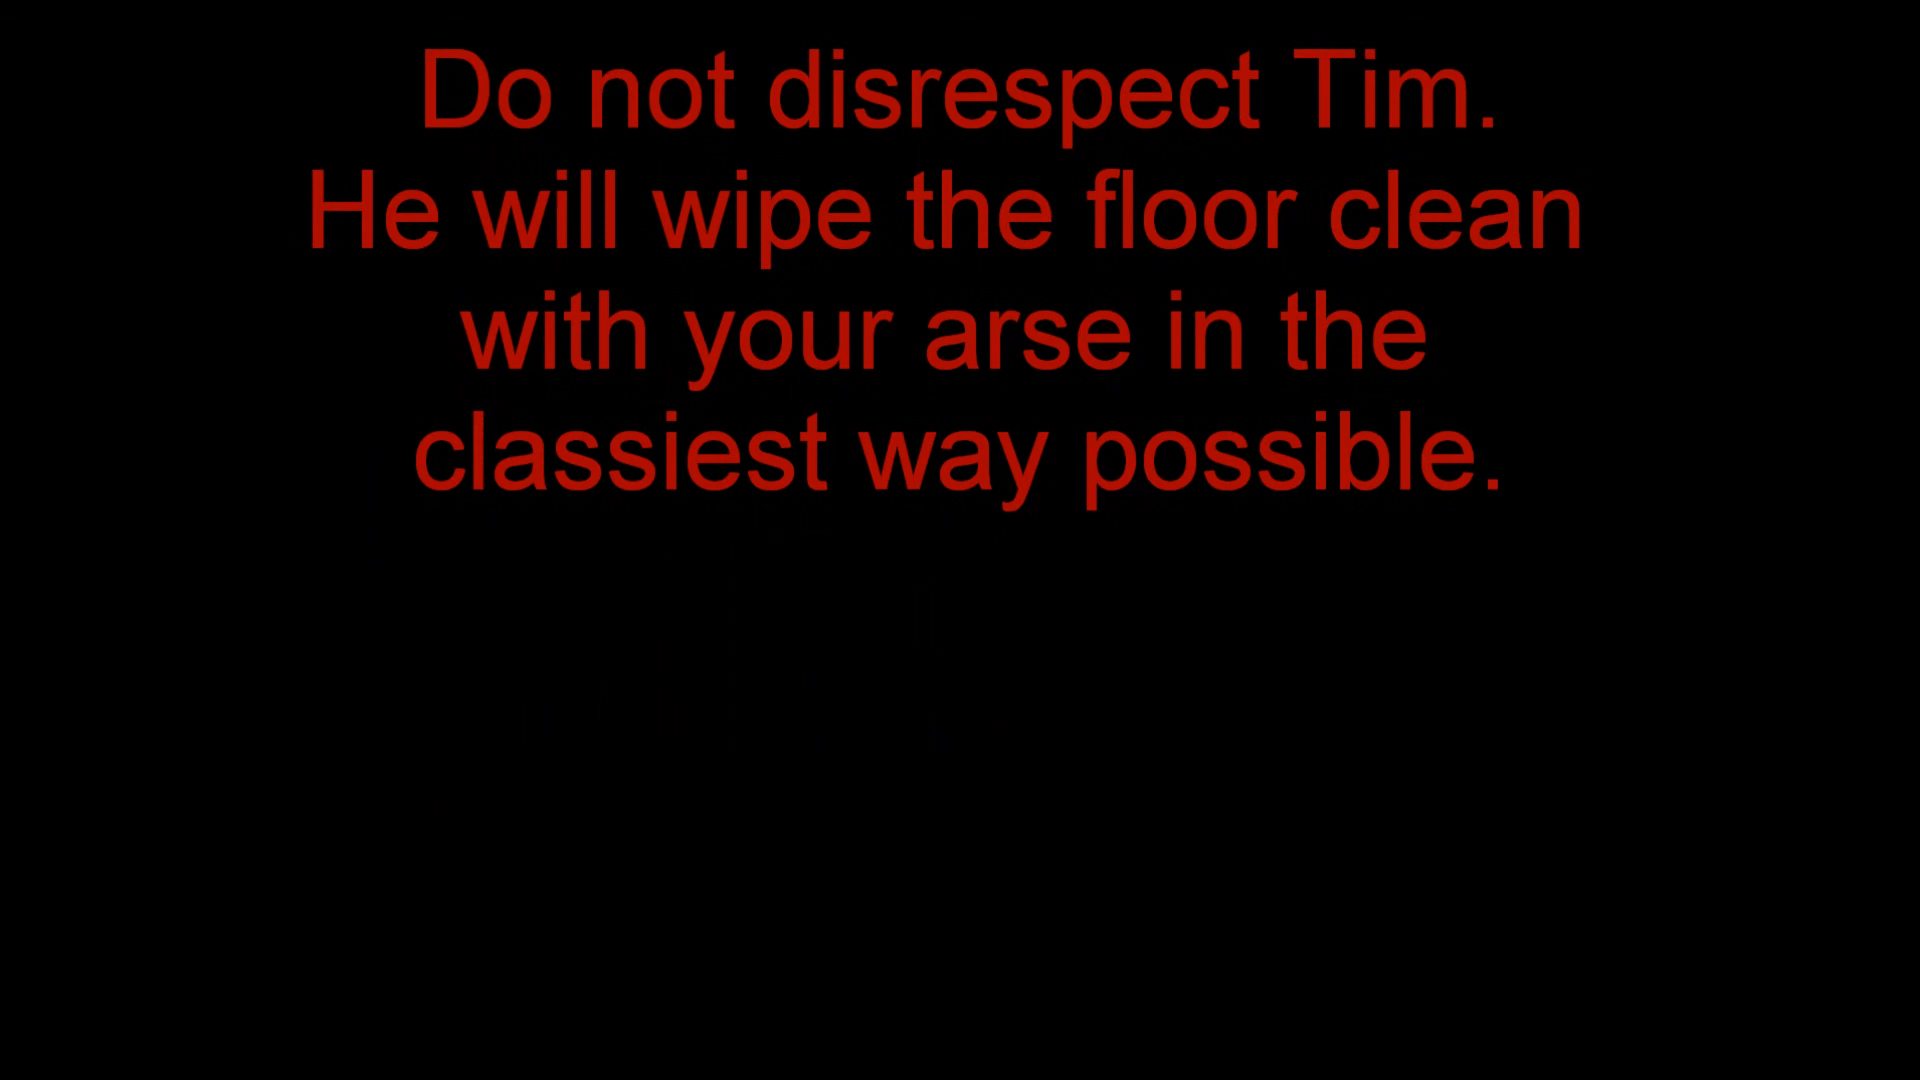 Do not disrespect Tim.
He will wipe the floor clean
with your arse in the
classiest way possible.